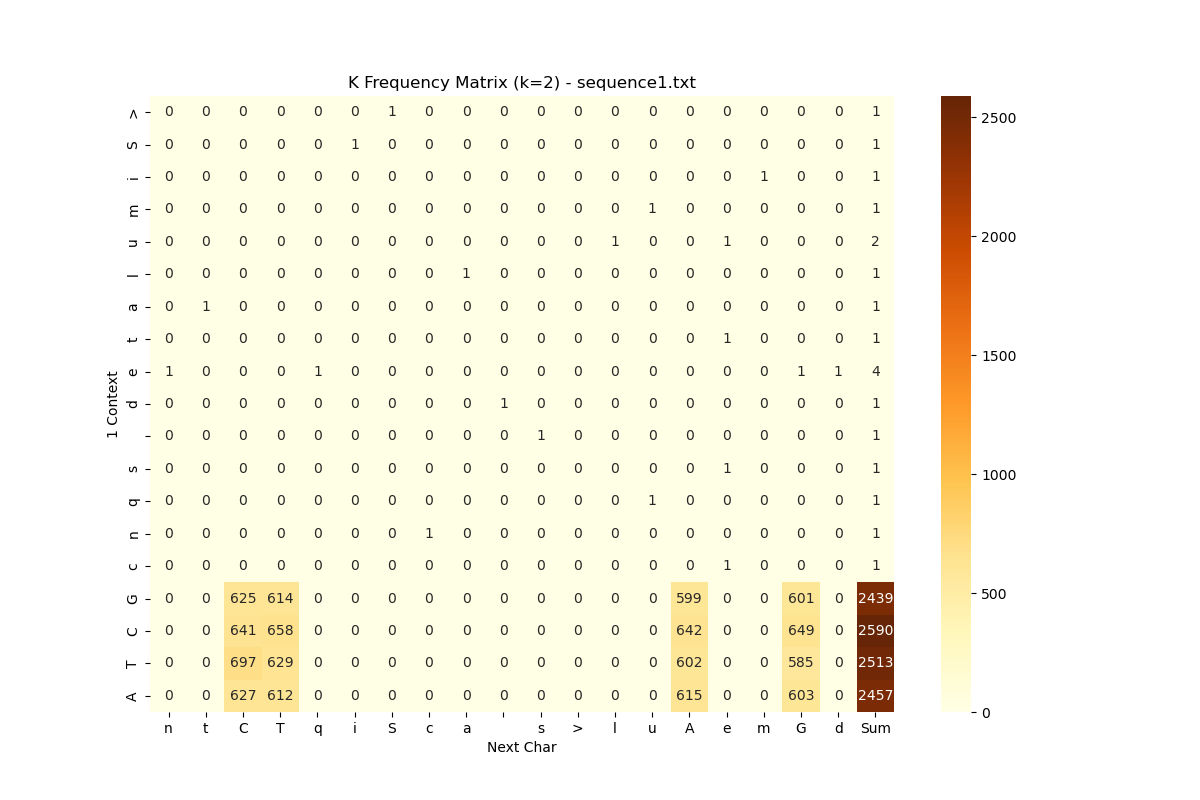 K Frequency Matrix (k=2) - sequence1.txt
> 0 0 0 0 0 0 1 0 0 0 0 0 0 0 0 0 0 0 0 1
S 0 0 0 0 0 1 0 0 0 0 0 0 0 0 0 0 0 0 0 1
i 0 0 0 0 0 0 0 0 0 0 0 0 0 0 0 0 1 0 0 1
m 0 0 0 0 0 0 0 0 0 0 0 0 0 1 0 0 0 0 0 1
u 0 0 0 0 0 0 0 0 0 0 0 0 1 0 0 1 0 0 0 2
l 0 0 0 0 0 0 0 0 1 0 0 0 0 0 0 0 0 0 0 1
a 0 1 0 0 0 0 0 0 0 0 0 0 0 0 0 0 0 0 0 1
t 0 0 0 0 0 0 0 0 0 0 0 0 0 0 0 1 0 0 0 1
e 1 0 0 0 1 0 0 0 0 0 0 0 0 0 0 0 0 1 1 4
d 0 0 0 0 0 0 0 0 0 1 0 0 0 0 0 0 0 0 0 1
0 0 0 0 0 0 0 0 0 0 1 0 0 0 0 0 0 0 0 1
s 0 0 0 0 0 0 0 0 0 0 0 0 0 0 0 1 0 0 0 1
q 0 0 0 0 0 0 0 0 0 0 0 0 0 1 0 0 0 0 0 1
n 0 0 0 0 0 0 0 1 0 0 0 0 0 0 0 0 0 0 0 1
c 0 0 0 0 0 0 0 0 0 0 0 0 0 0 0 1 0 0 0 1
G 0 0 625 614 0 0 0 0 0 0 0 0 0 0 599 0 0 601 0 2439
C 0 0 641 658 0 0 0 0 0 0 0 0 0 0 642 0 0 649 0 2590
T 0 0 697 629 0 0 0 0 0 0 0 0 0 0 602 0 0 585 0 2513
A 0 0 627 612 0 0 0 0 0 0 0 0 0 0 615 0 0 603 0 2457
n t C T q i S c a s > l u A e m G d Sum
Next Char
1 Context
2500
2000
1500
1000
500
0